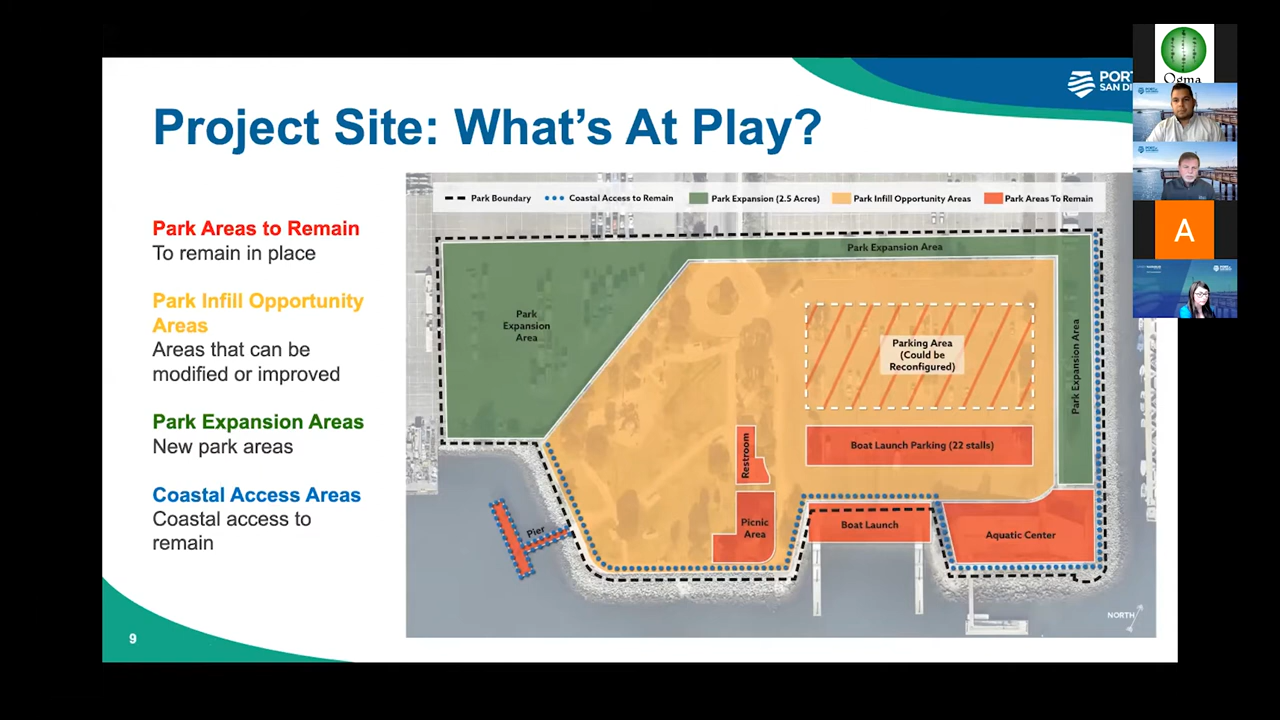 PORT
SAN DI
Ogma
Project Site: What's At Play?
Park Boundary
Coastal Access to Remain
Park Expansion (2.5 Acres)
Park Infill Opportunity Areas
Park Areas To Remain
Park Areas to Remain
To remain in place
Park Infill Opportunity
Areas
Areas that can be
modified or improved
Park Expansion Areas
New park areas
Coastal Access Areas
Coastal access to
remain
Park Expansion Area
Park
Expansion
Area
Parking Area
(Could be
Reconfigured)
Park Expansion Area
Boat Launch Parking (22 stalls)
Restroom
Picnic
Area
Boat Launch
Aquatic Center
Pier
NORTH
A
9